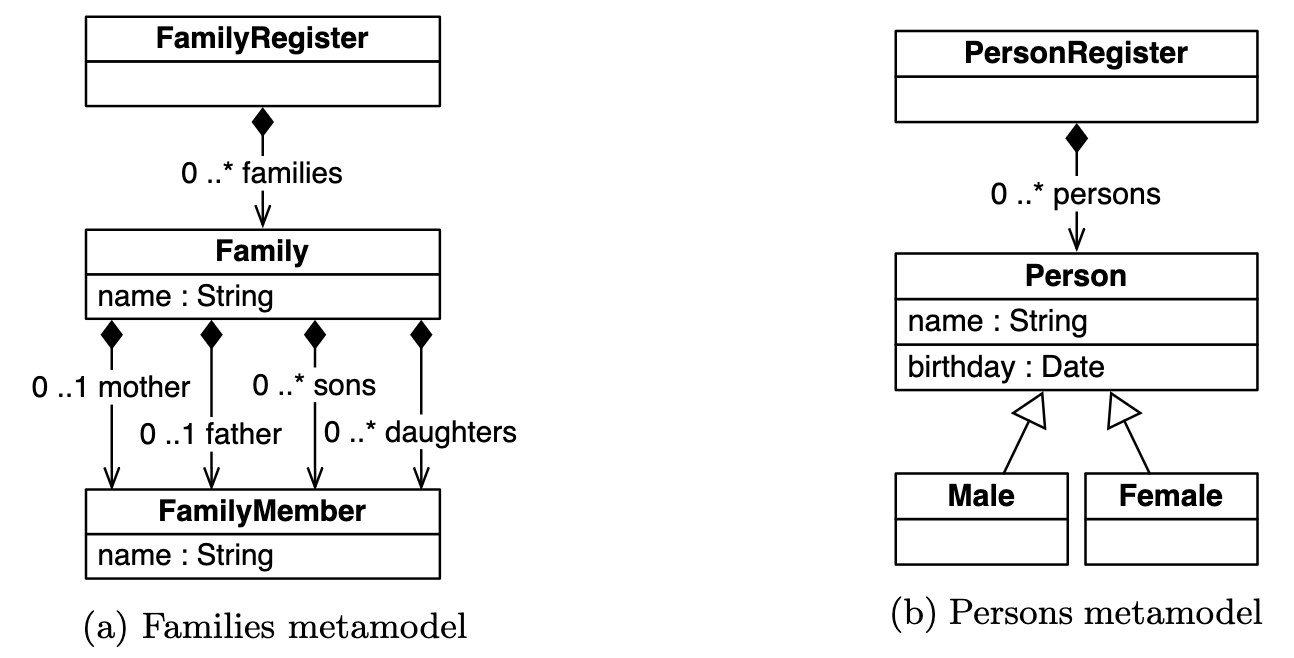 FamilyRegister
0 ..* families
Family
name : String
0 ..1 mother
0 ..* sons
0 ..1 father
0 ..* daughters
FamilyMember
name : String
(a) Families metamodel
PersonRegister
0 ..* persons
Person
name : String
birthday : Date
Male
Female
(b) Persons metamodel